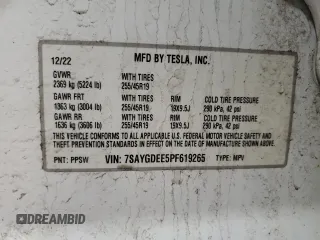 12/22 MFD BY TESLA, INC.
GVWR WITH TIRES
2369 kg (5224 lb) 255/45R19
GAWR FRT WITH TIRES RIM COLD TIRE PRESSURE
1363 kg (3004 lb) 255/45R19 19X9.5J 290 kPa, 42 psi
GAWR RR WITH TIRES RIM COLD TIRE PRESSURE
1636 kg (3606 lb) 255/45R19 19X9.5J 290 kPa, 42 psi
THIS VEHICLE CONFORMS TO ALL APPLICABLE U.S. FEDERAL MOTOR VEHICLE SAFETY AND
THEFT PREVENTION STANDARDS IN EFFECT ON THE DATE OF MANUFACTURE SHOWN ABOVE.
PNT: PPSW VIN: 7SAYGDEE5PF619265 TYPE: MPV
DREAMBID